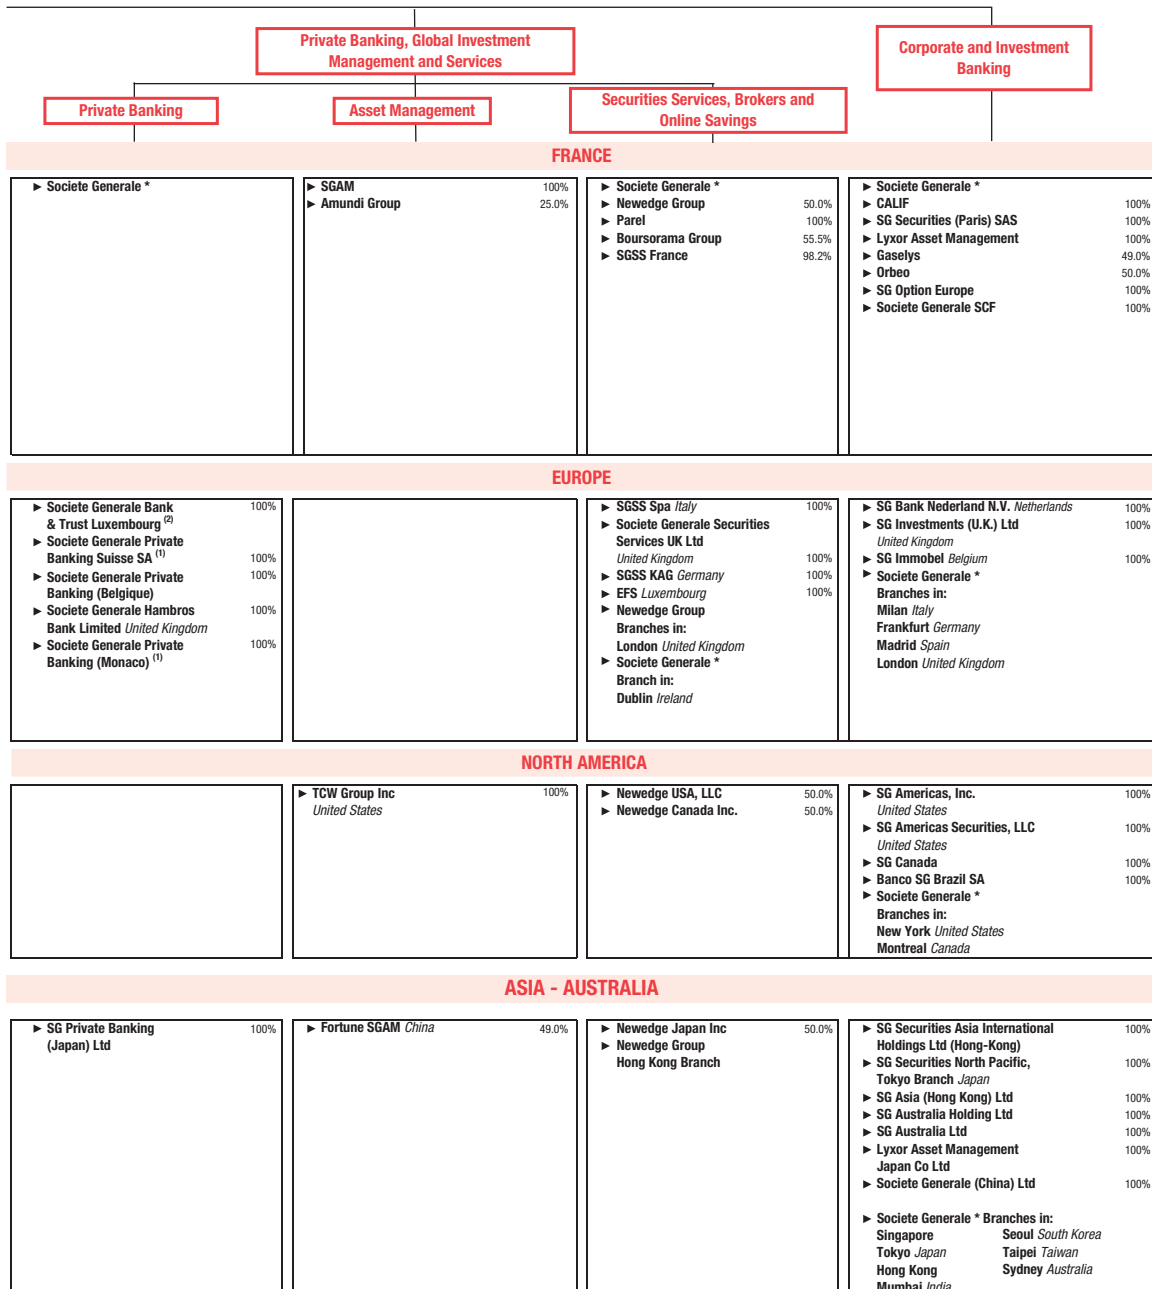 Private Banking, Global Investment
Management and Services
Corporate and Investment
Banking
Private Banking
Asset Management
Securities Services, Brokers and
Online Savings
FRANCE
► Societe Generale *
► SGAM 100%
► Amundi Group 25.0%
► Societe Generale *
► Newedge Group 50.0%
► Parel 100%
► Boursorama Group 55.5%
► SGSS France 98.2%
► Societe Generale *
► CALIF 100%
► SG Securities (Paris) SAS 100%
► Lyxor Asset Management 100%
► Gaselys 49.0%
► Orbeo 50.0%
► SG Option Europe 100%
► Societe Generale SCF 100%
EUROPE
► Societe Generale Bank 100%
& Trust Luxembourg (2)
► Societe Generale Private
Banking Suisse SA (1) 100%
► Societe Generale Private 100%
Banking (Belgique)
► Societe Generale Hambros 100%
Bank Limited United Kingdom
► Societe Generale Private 100%
Banking (Monaco) (1)
► SGSS Spa Italy 100%
► Societe Generale Securities
Services UK Ltd
United Kingdom 100%
► SGSS KAG Germany 100%
► EFS Luxembourg 100%
► Newedge Group
Branches in:
London United Kingdom
► Societe Generale *
Branch in:
Dublin Ireland
► SG Bank Nederland N.V. Netherlands 100%
► SG Investments (U.K.) Ltd 100%
United Kingdom
► SG Immobel Belgium 100%
► Societe Generale *
Branches in:
Milan Italy
Frankfurt Germany
Madrid Spain
London United Kingdom
NORTH AMERICA
► TCW Group Inc 100%
United States
► Newedge USA, LLC 50.0%
► Newedge Canada Inc. 50.0%
► SG Americas, Inc. 100%
United States
► SG Americas Securities, LLC 100%
United States
► SG Canada 100%
► Banco SG Brazil SA 100%
► Societe Generale *
Branches in:
New York United States
Montreal Canada
ASIA - AUSTRALIA
► SG Private Banking 100%
(Japan) Ltd
► Fortune SGAM China 49.0%
► Newedge Japan Inc 50.0%
► Newedge Group
Hong Kong Branch
► SG Securities Asia International 100%
Holdings Ltd (Hong-Kong)
► SG Securities North Pacific, 100%
Tokyo Branch Japan
► SG Asia (Hong Kong) Ltd 100%
► SG Australia Holding Ltd 100%
► SG Australia Ltd 100%
► Lyxor Asset Management 100%
Japan Co Ltd
► Societe Generale (China) Ltd 100%
► Societe Generale * Branches in:
Singapore Seoul South Korea
Tokyo Japan Taipei Taiwan
Hong Kong Sydney Australia
Mumbai India